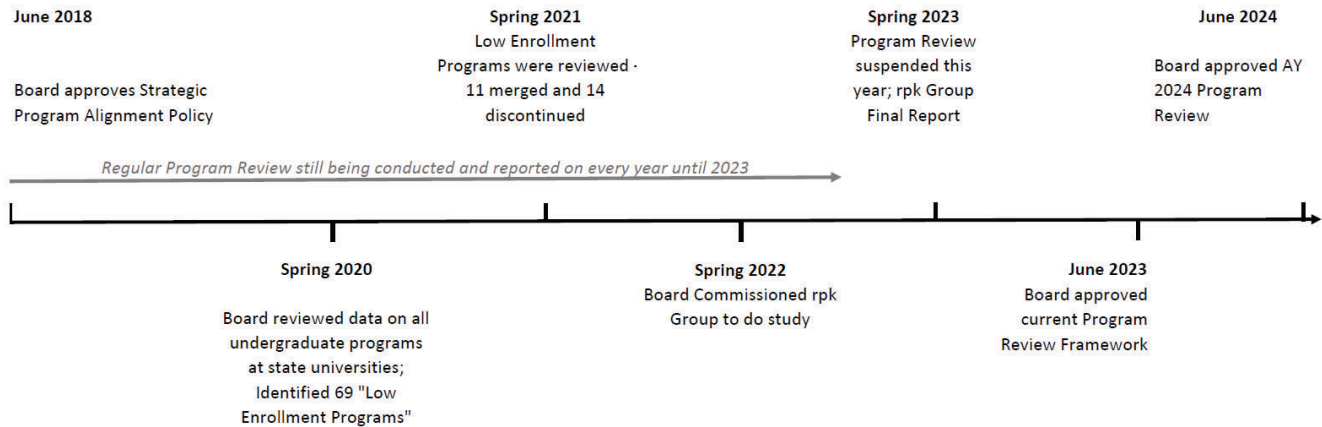 June 2018
Board approves Strategic
Program Alignment Policy
Spring 2021
Low Enrollment
Programs were reviewed -
11 merged and 14
discontinued
Spring 2023
Program Review
suspended this
year; rpk Group
Final Report
June 2024
Board approved AY
2024 Program
Review
Regular Program Review still being conducted and reported on every year until 2023
Spring 2020
Board reviewed data on all
undergraduate programs
at state universities;
Identified 69 "Low
Enrollment Programs"
Spring 2022
Board Commissioned rpk
Group to do study
June 2023
Board approved
current Program
Review Framework